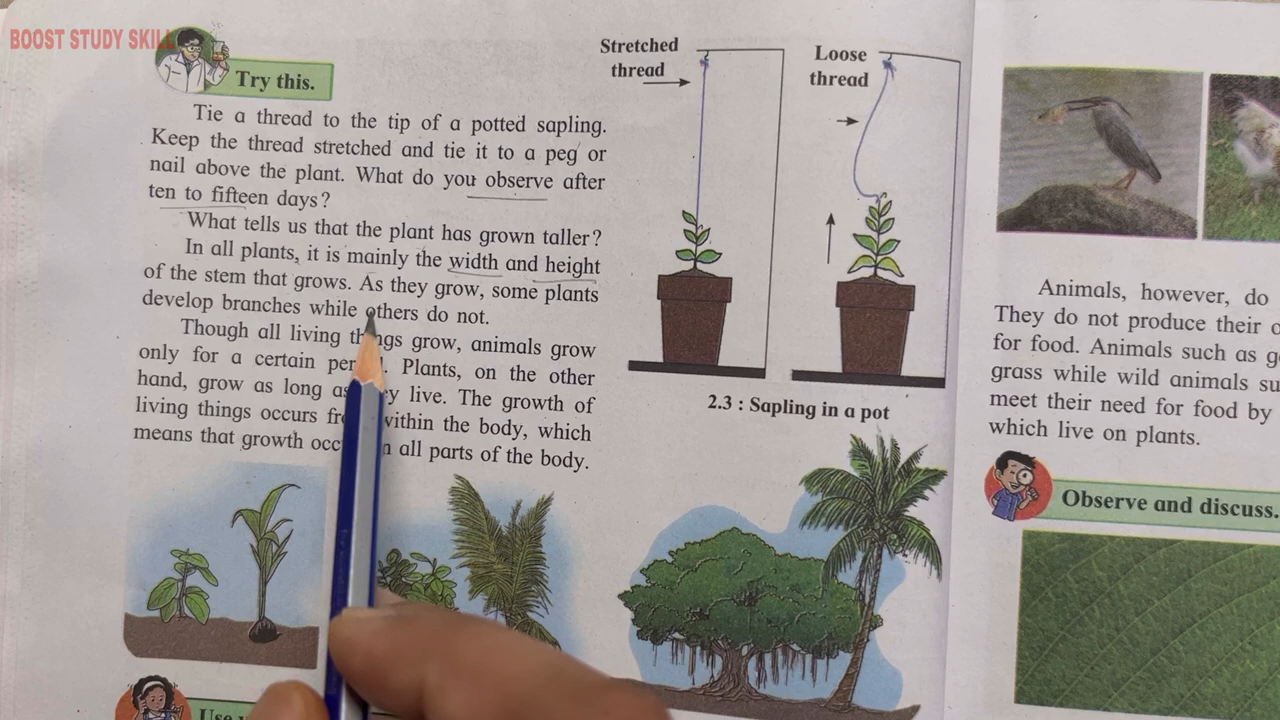 BOOST STUDY SKILL
Try this.
Tie a thread to the tip of a potted sapling.
Keep the thread stretched and tie it to a peg or
nail above the plant. What do you observe after
ten to fifteen days?
What tells us that the plant has grown taller?
In all plants, it is mainly the width and height
of the stem that grows. As they grow, some plants
develop branches while others do not.
Though all living things grow, animals grow
only for a certain . Plants, on the other
hand, grow as long live. The growth of
living things occurs within the body, which
means that growth all parts of the body.
Stretched
thread
Loose
thread
2.3 : Sapling in a pot
Animals, however, do
They do not produce their
for food. Animals such as
grass while wild animals
meet their need for food by
which live on plants.
Observe and discuss.